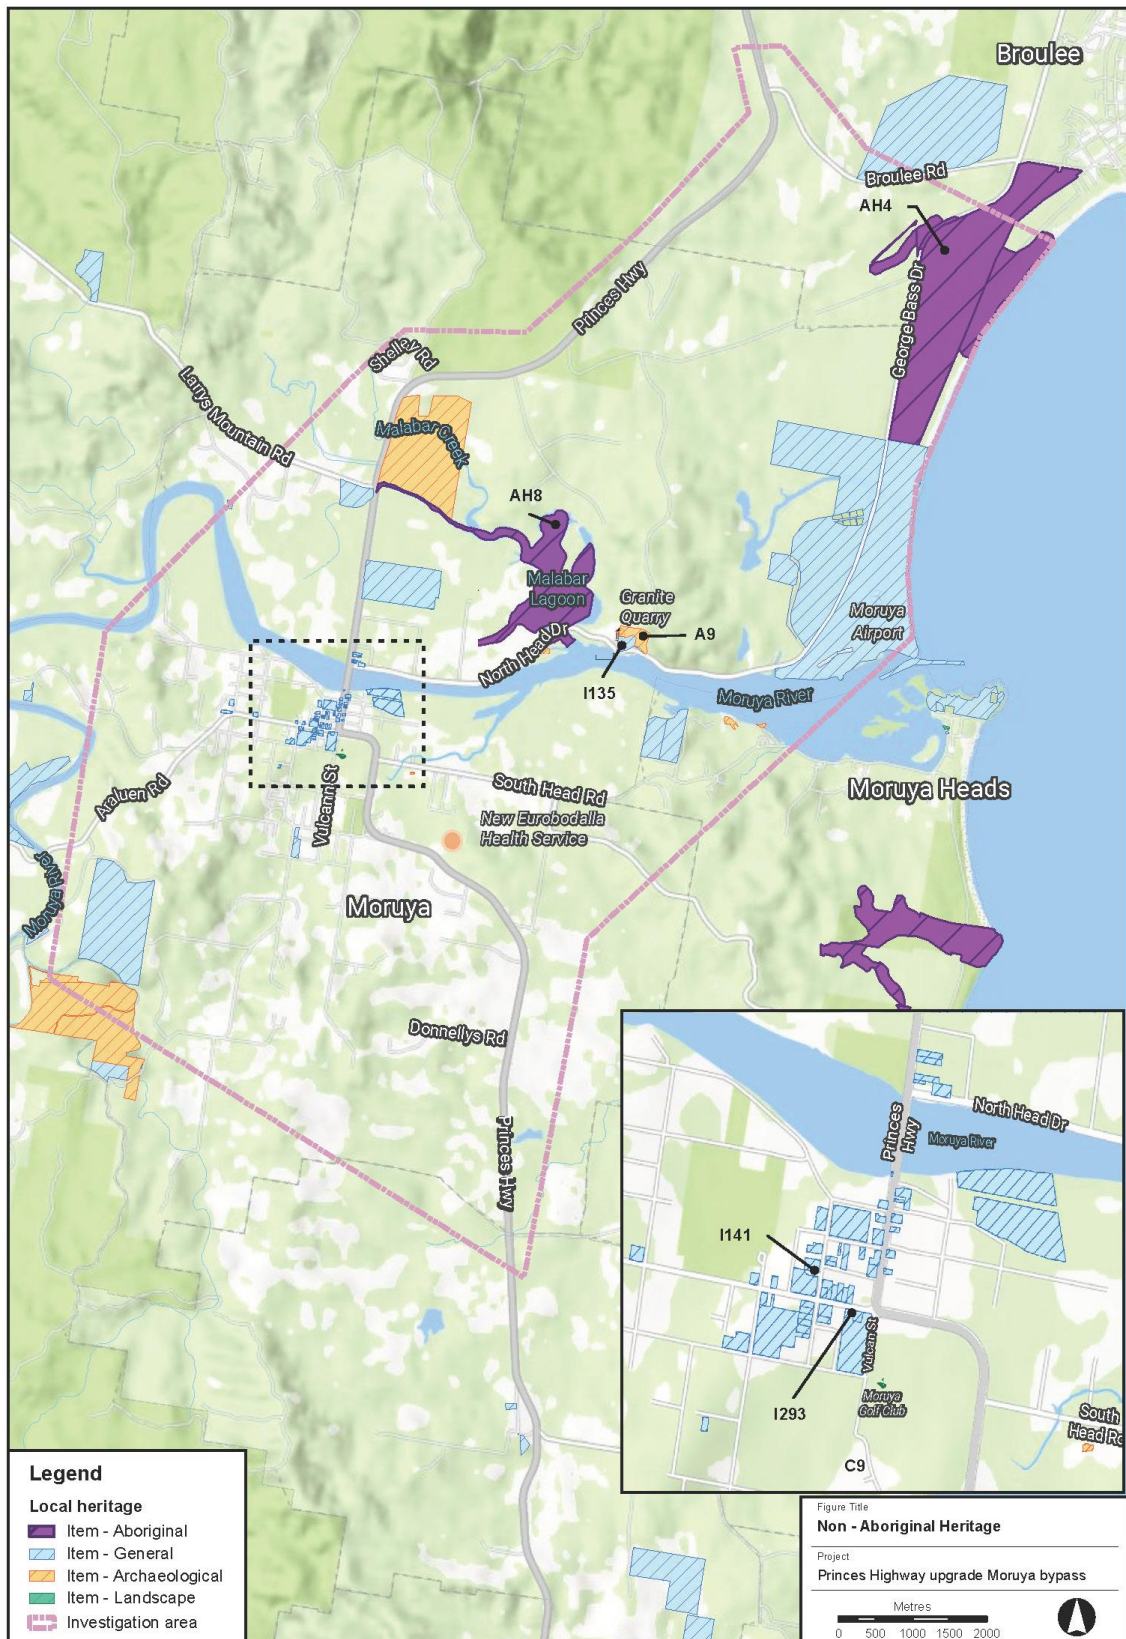 Broulee
Broulee Rd
AH4
Princes Hwy
George Bass Dr
Shelley Rd
Larrys Mountain Rd
Malabar Creek
AH8
Malabar
Lagoon
Granite
Quarry
A9
Moruya
Airport
North Head Dr
I135
Moruya River
Araluen Rd
Vulcann St
South Head Rd
New Eurobodalla
Health Service
Moruya Heads
Moruya River
Moruya
Donnellys Rd
Princes Hwy
North Head Dr
Princes
Hwy
Moruya River
I141
Vulcan St
I293
Moruya
Golf Club
C9
South
Head Rd
Legend
Local heritage
Item - Aboriginal
Item - General
Item - Archaeological
Item - Landscape
Investigation area
Figure Title
Non - Aboriginal Heritage
Project
Princes Highway upgrade Moruya bypass
Metres
0 500 1000 1500 2000